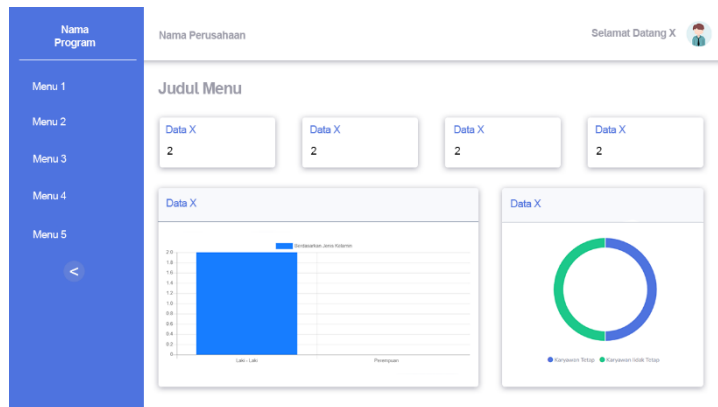 Nama
Program
Menu 1
Menu 2
Menu 3
Menu 4
Menu 5
<
Nama Perusahaan
Selamat Datang X
Judul Menu
Data X
2
Data X
2
Data X
2
Data X
2
Data X
Berdasarkan Jenis Kelamin
2.0
1.8
1.6
1.4
1.2
1.0
0.8
0.6
0.4
0.2
0
Laki - Laki
Perempuan
Data X
Karyawan Tetap
Karyawan tidak Tetap